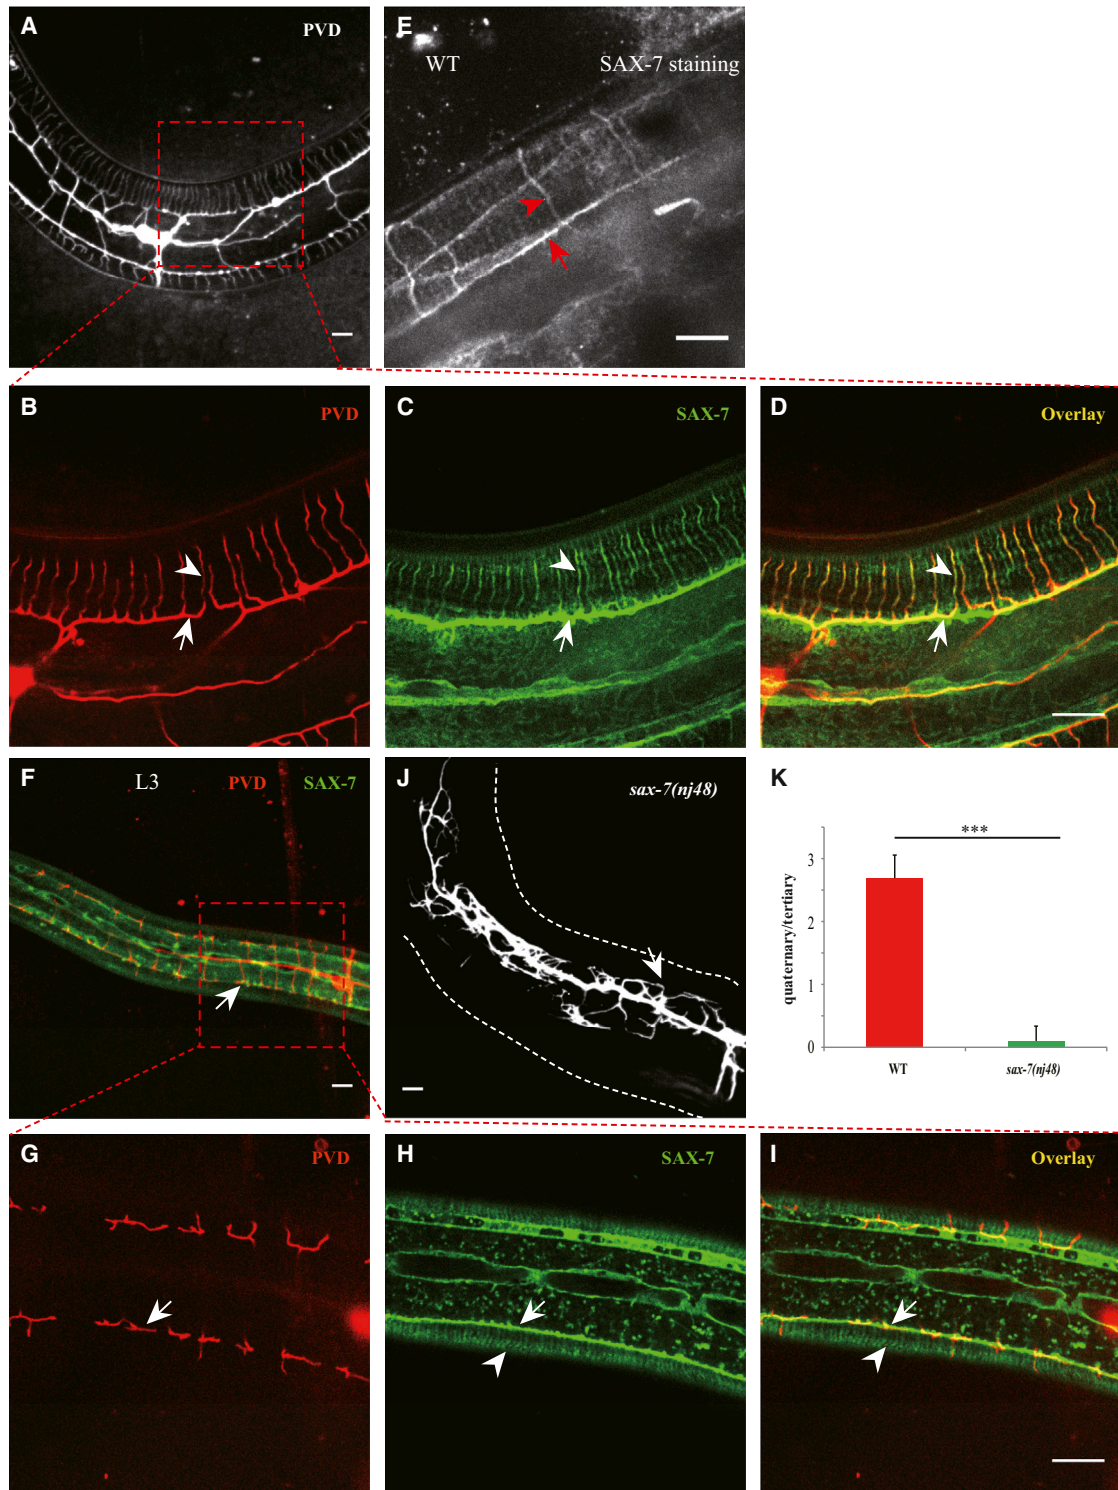 A PVD
E WT SAX-7 staining
B PVD
C SAX-7
D Overlay
F L3 PVD SAX-7
J sax-7(nj48)
K
***
quaternary/tertiary
3
2
1
0
WT sax-7(nj48)
G PVD
H SAX-7
I Overlay